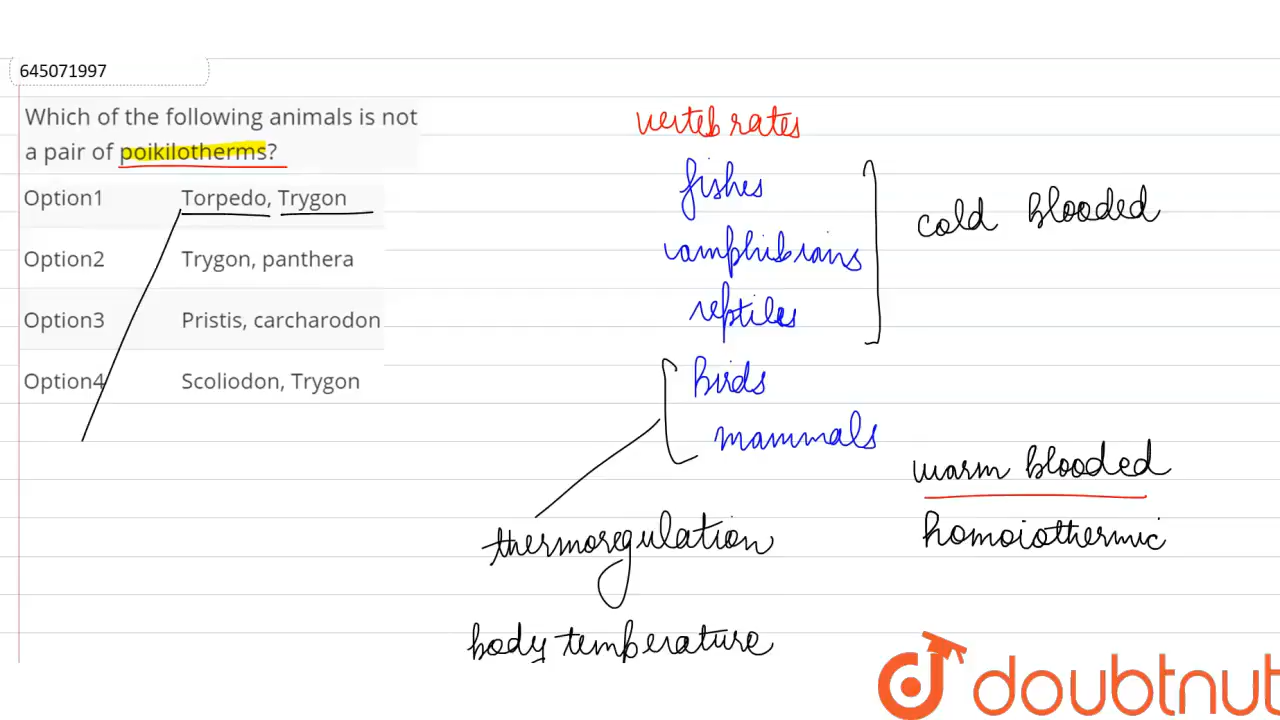 645071997
Which of the following animals is not
a pair of poikilotherms?
Option1 Torpedo, Trygon
Option2 Trygon, panthera
Option3 Pristis, carcharodon
Option4 Scoliodon, Trygon
vertebrates
fishes
amphibians
reptiles
Birds
mammals
cold blooded
warm blooded
homoiothermic
thermoregulation
body temperature
doubtnut